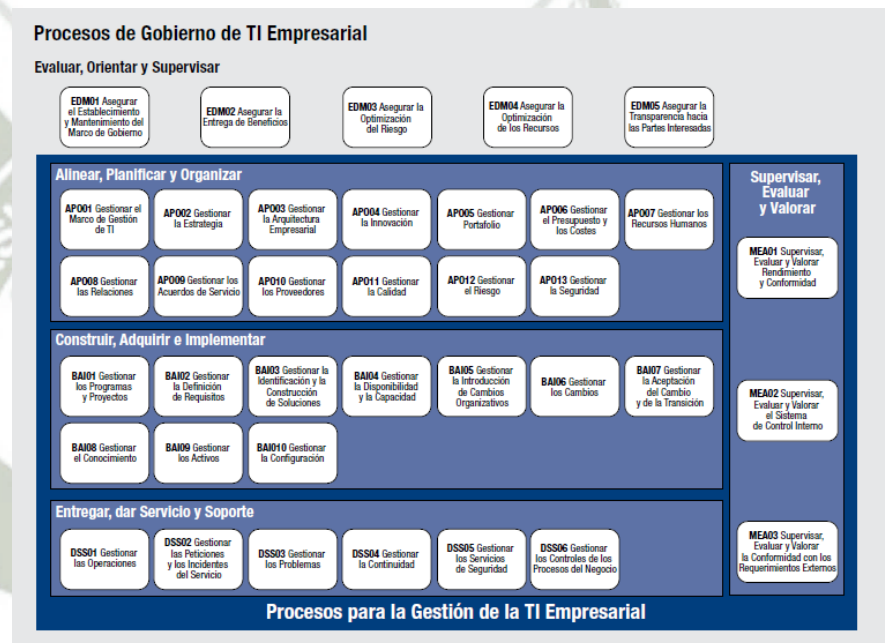 Procesos de Gobierno de TI Empresarial
Evaluar, Orientar y Supervisar
EDM01 Asegurar
el Establecimiento
y Mantenimiento del
Marco de Gobierno
EDM02 Asegurar la
Entrega de Beneficios
EDM03 Asegurar la
Optimización
del Riesgo
EDM04 Asegurar la
Optimización
de los Recursos
EDM05 Asegurar la
Transparencia hacia
las Partes Interesadas
Alinear, Planificar y Organizar
APO01 Gestionar el
Marco de Gestión
de TI
APO02 Gestionar
la Estrategia
APO03 Gestionar
la Arquitectura
Empresarial
APO04 Gestionar
la Innovación
APO05 Gestionar
Portafolio
APO06 Gestionar
el Presupuesto y
los Costes
APO07 Gestionar los
Recursos Humanos
APO08 Gestionar
las Relaciones
APO09 Gestionar los
Acuerdos de Servicio
APO10 Gestionar
los Proveedores
APO11 Gestionar
la Calidad
APO12 Gestionar
el Riesgo
APO13 Gestionar
la Seguridad
Construir, Adquirir e Implementar
BAI01 Gestionar
los Programas
y Proyectos
BAI02 Gestionar
la Definición
de Requisitos
BAI03 Gestionar la
Identificación y la
Construcción
de Soluciones
BAI04 Gestionar
la Disponibilidad
y la Capacidad
BAI05 Gestionar
la Introducción
de Cambios
Organizativos
BAI06 Gestionar
los Cambios
BAI07 Gestionar
la Aceptación
del Cambio
y de la Transición
BAI08 Gestionar
el Conocimiento
BAI09 Gestionar
los Activos
BAI010 Gestionar
la Configuración
Entregar, dar Servicio y Soporte
DSS01 Gestionar
las Operaciones
DSS02 Gestionar
las Peticiones
y los Incidentes
del Servicio
DSS03 Gestionar
los Problemas
DSS04 Gestionar
la Continuidad
DSS05 Gestionar
los Servicios
de Seguridad
DSS06 Gestionar
los Controles de los
Procesos del Negocio
Supervisar,
Evaluar
y Valorar
MEA01 Supervisar,
Evaluar y Valorar
Rendimiento
y Conformidad
MEA02 Supervisar,
Evaluar y Valorar
el Sistema
de Control Interno
MEA03 Supervisar,
Evaluar y Valorar
la Conformidad con los
Requerimientos Externos
Procesos para la Gestión de la TI Empresarial